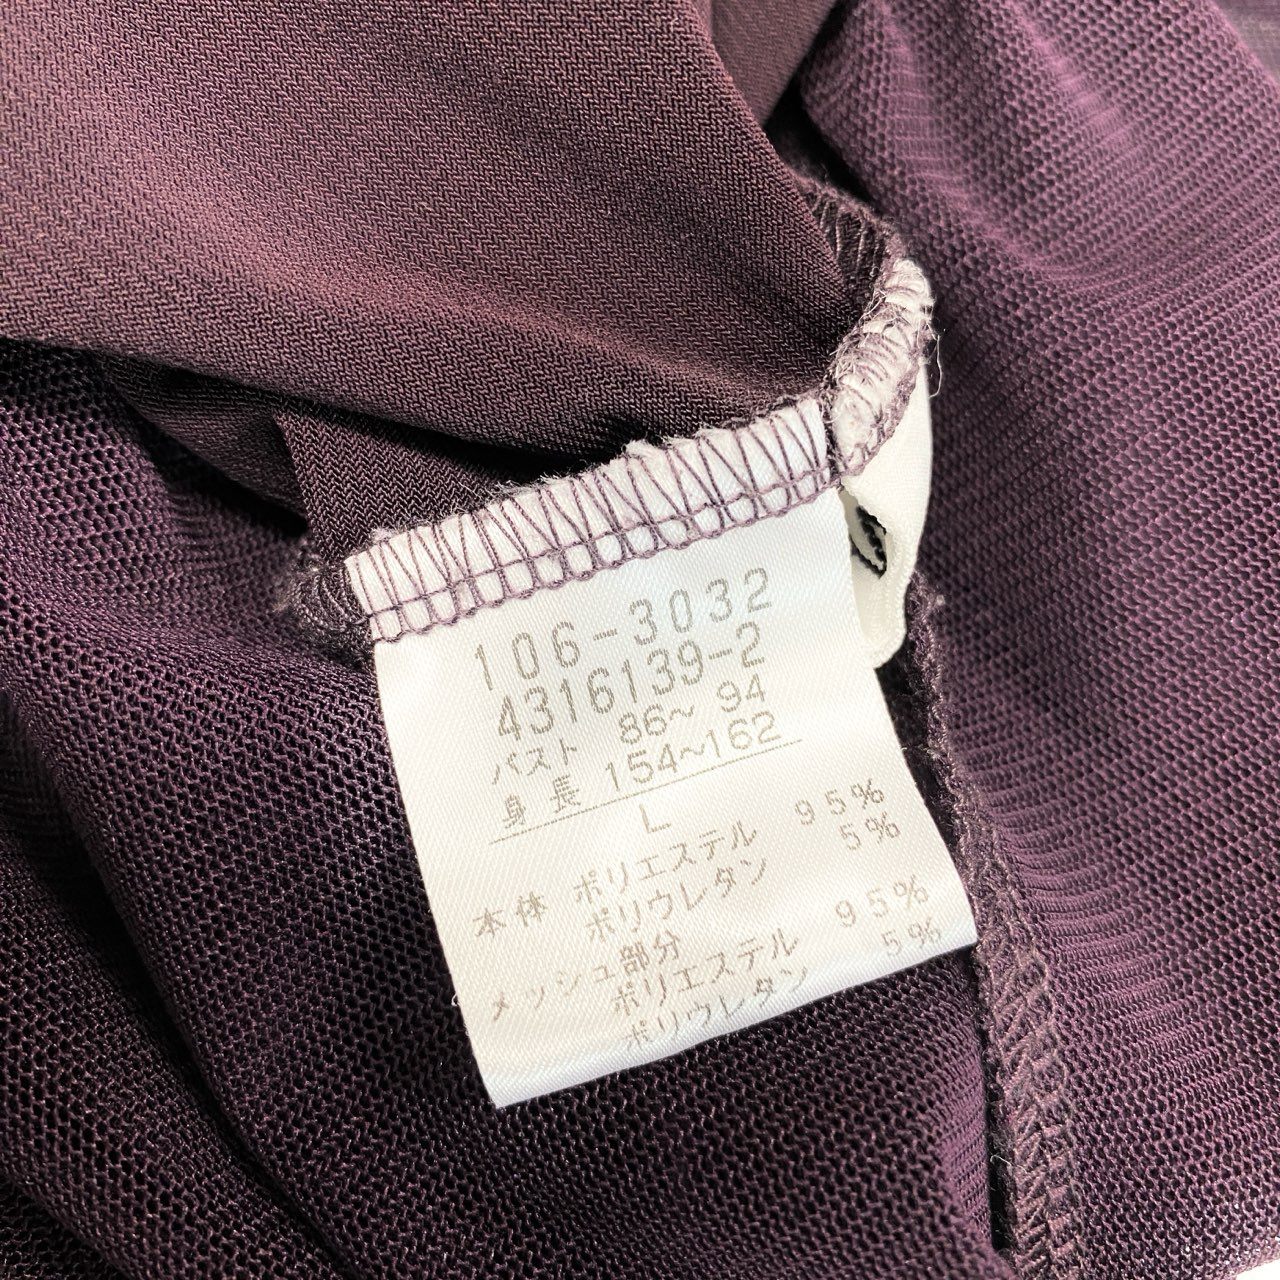 106-3032
4316139-2
バスト 86~ 94
身長 154~162
L
本体 ポリエステル 95%
ポリウレタン 5%
メッシュ部分
ポリエステル 95%
ポリウレタン 5%